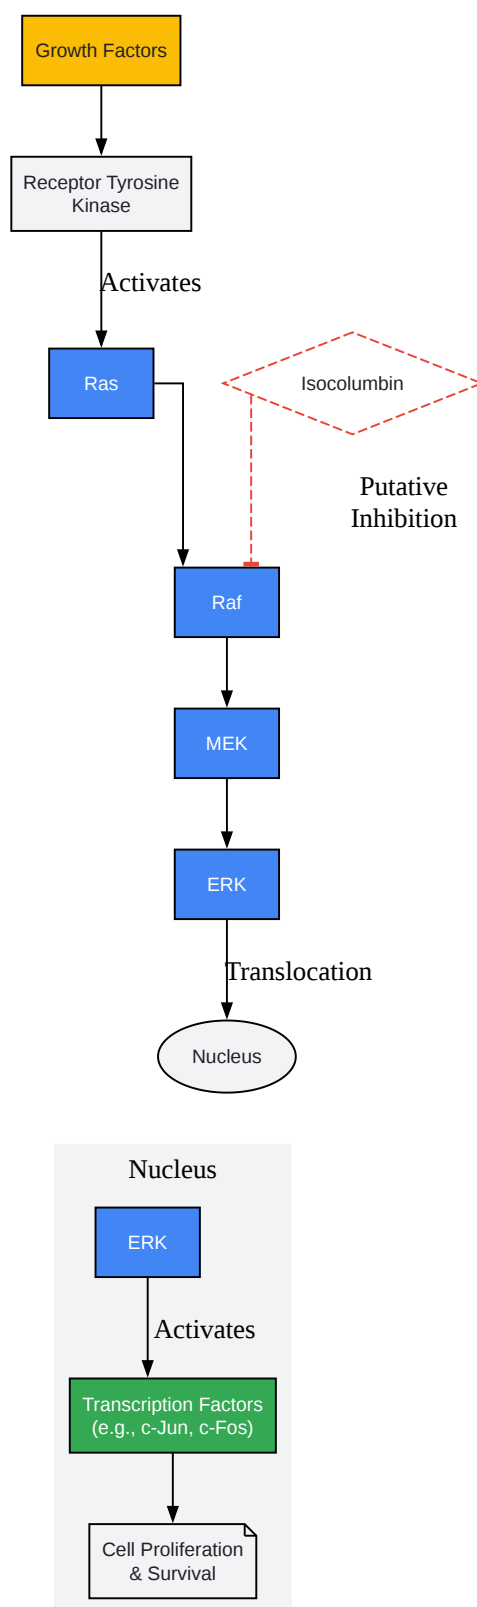 Growth Factors
Receptor Tyrosine
Kinase
Activates
Ras
Isocolumbin
Putative
Inhibition
Raf
MEK
ERK
Translocation
Nucleus
Nucleus
ERK
Activates
Transcription Factors
(e.g., c-Jun, c-Fos)
Cell Proliferation
& Survival